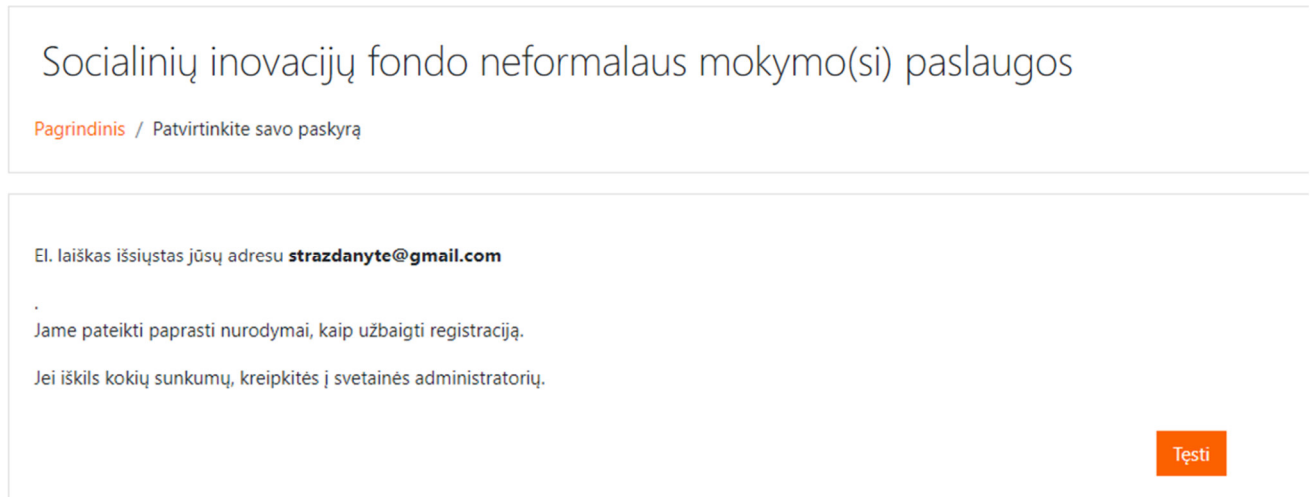 Socialinių inovacijų fondo neformalaus mokymo(si) paslaugos
Pagrindinis / Patvirtinkite savo paskyrą
El. laiškas išsiųstas jūsų adresu strazdanyte@gmail.com
.
Jame pateikti paprasti nurodymai, kaip užbaigti registraciją.
Jei iškils kokių sunkumų, kreipkitės į svetainės administratorių.
Tęsti